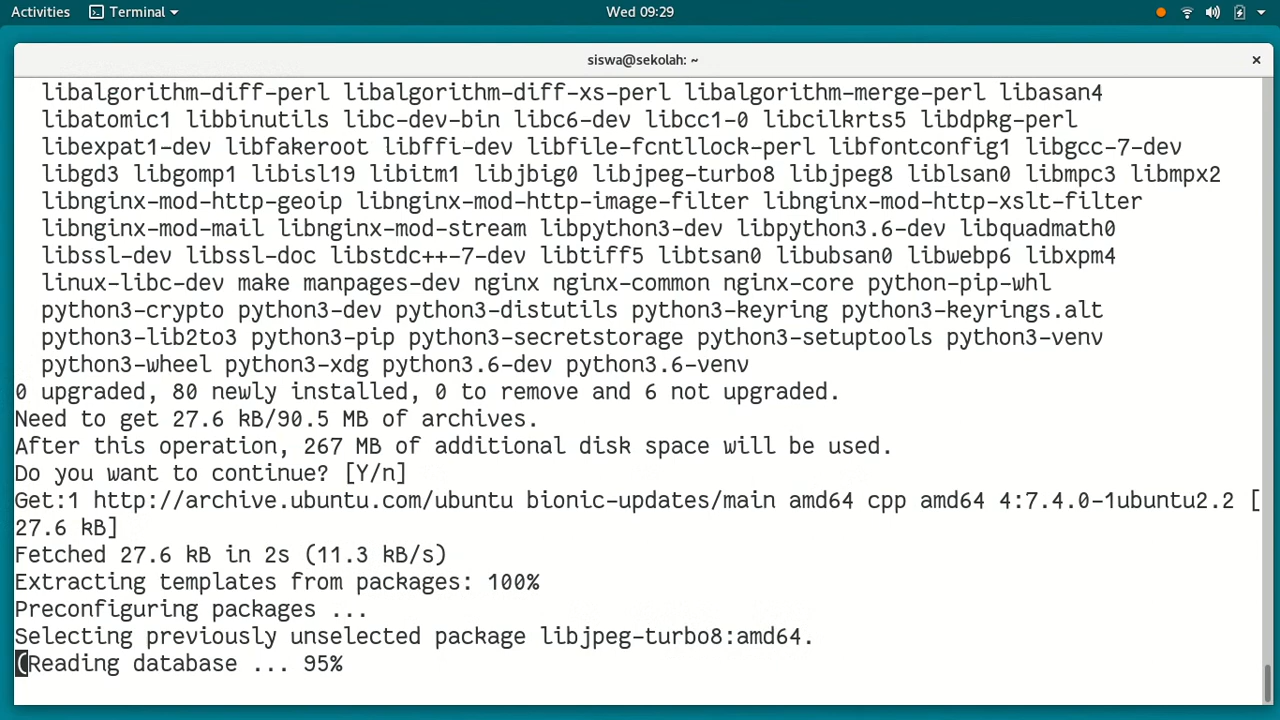 Activities Terminal Wed 09:29
siswa@sekolah: ~
libalgorithm-diff-perl libalgorithm-diff-xs-perl libalgorithm-merge-perl libasan4
libatomic1 libbinutils libc-dev-bin libc6-dev libcc1-0 libcilkrts5 libdpkg-perl
libexpat1-dev libfakeroot libffi-dev libfile-fcntllock-perl libfontconfig1 libgcc-7-dev
libgd3 libgomp1 libisl19 libitm1 libjbig0 libjpeg-turbo8 libjpeg8 liblsan0 libmpc3 libmpx2
libnginx-mod-http-geoip libnginx-mod-http-image-filter libnginx-mod-http-xslt-filter
libnginx-mod-mail libnginx-mod-stream libpython3-dev libpython3.6-dev libquadmath0
libssl-dev libssl-doc libstdc++-7-dev libtiff5 libtsan0 libubsan0 libwebp6 libxpm4
linux-libc-dev make manpages-dev nginx nginx-common nginx-core python-pip-whl
python3-crypto python3-dev python3-distutils python3-keyring python3-keyrings.alt
python3-lib2to3 python3-pip python3-secretstorage python3-setuptools python3-venv
python3-wheel python3-xdg python3.6-dev python3.6-venv
0 upgraded, 80 newly installed, 0 to remove and 6 not upgraded.
Need to get 27.6 kB/90.5 MB of archives.
After this operation, 267 MB of additional disk space will be used.
Do you want to continue? [Y/n]
Get:1 http://archive.ubuntu.com/ubuntu bionic-updates/main amd64 cpp amd64 4:7.4.0-1ubuntu2.2 [
27.6 kB]
Fetched 27.6 kB in 2s (11.3 kB/s)
Extracting templates from packages: 100%
Preconfiguring packages ...
Selecting previously unselected package libjpeg-turbo8:amd64.
(Reading database ... 95%